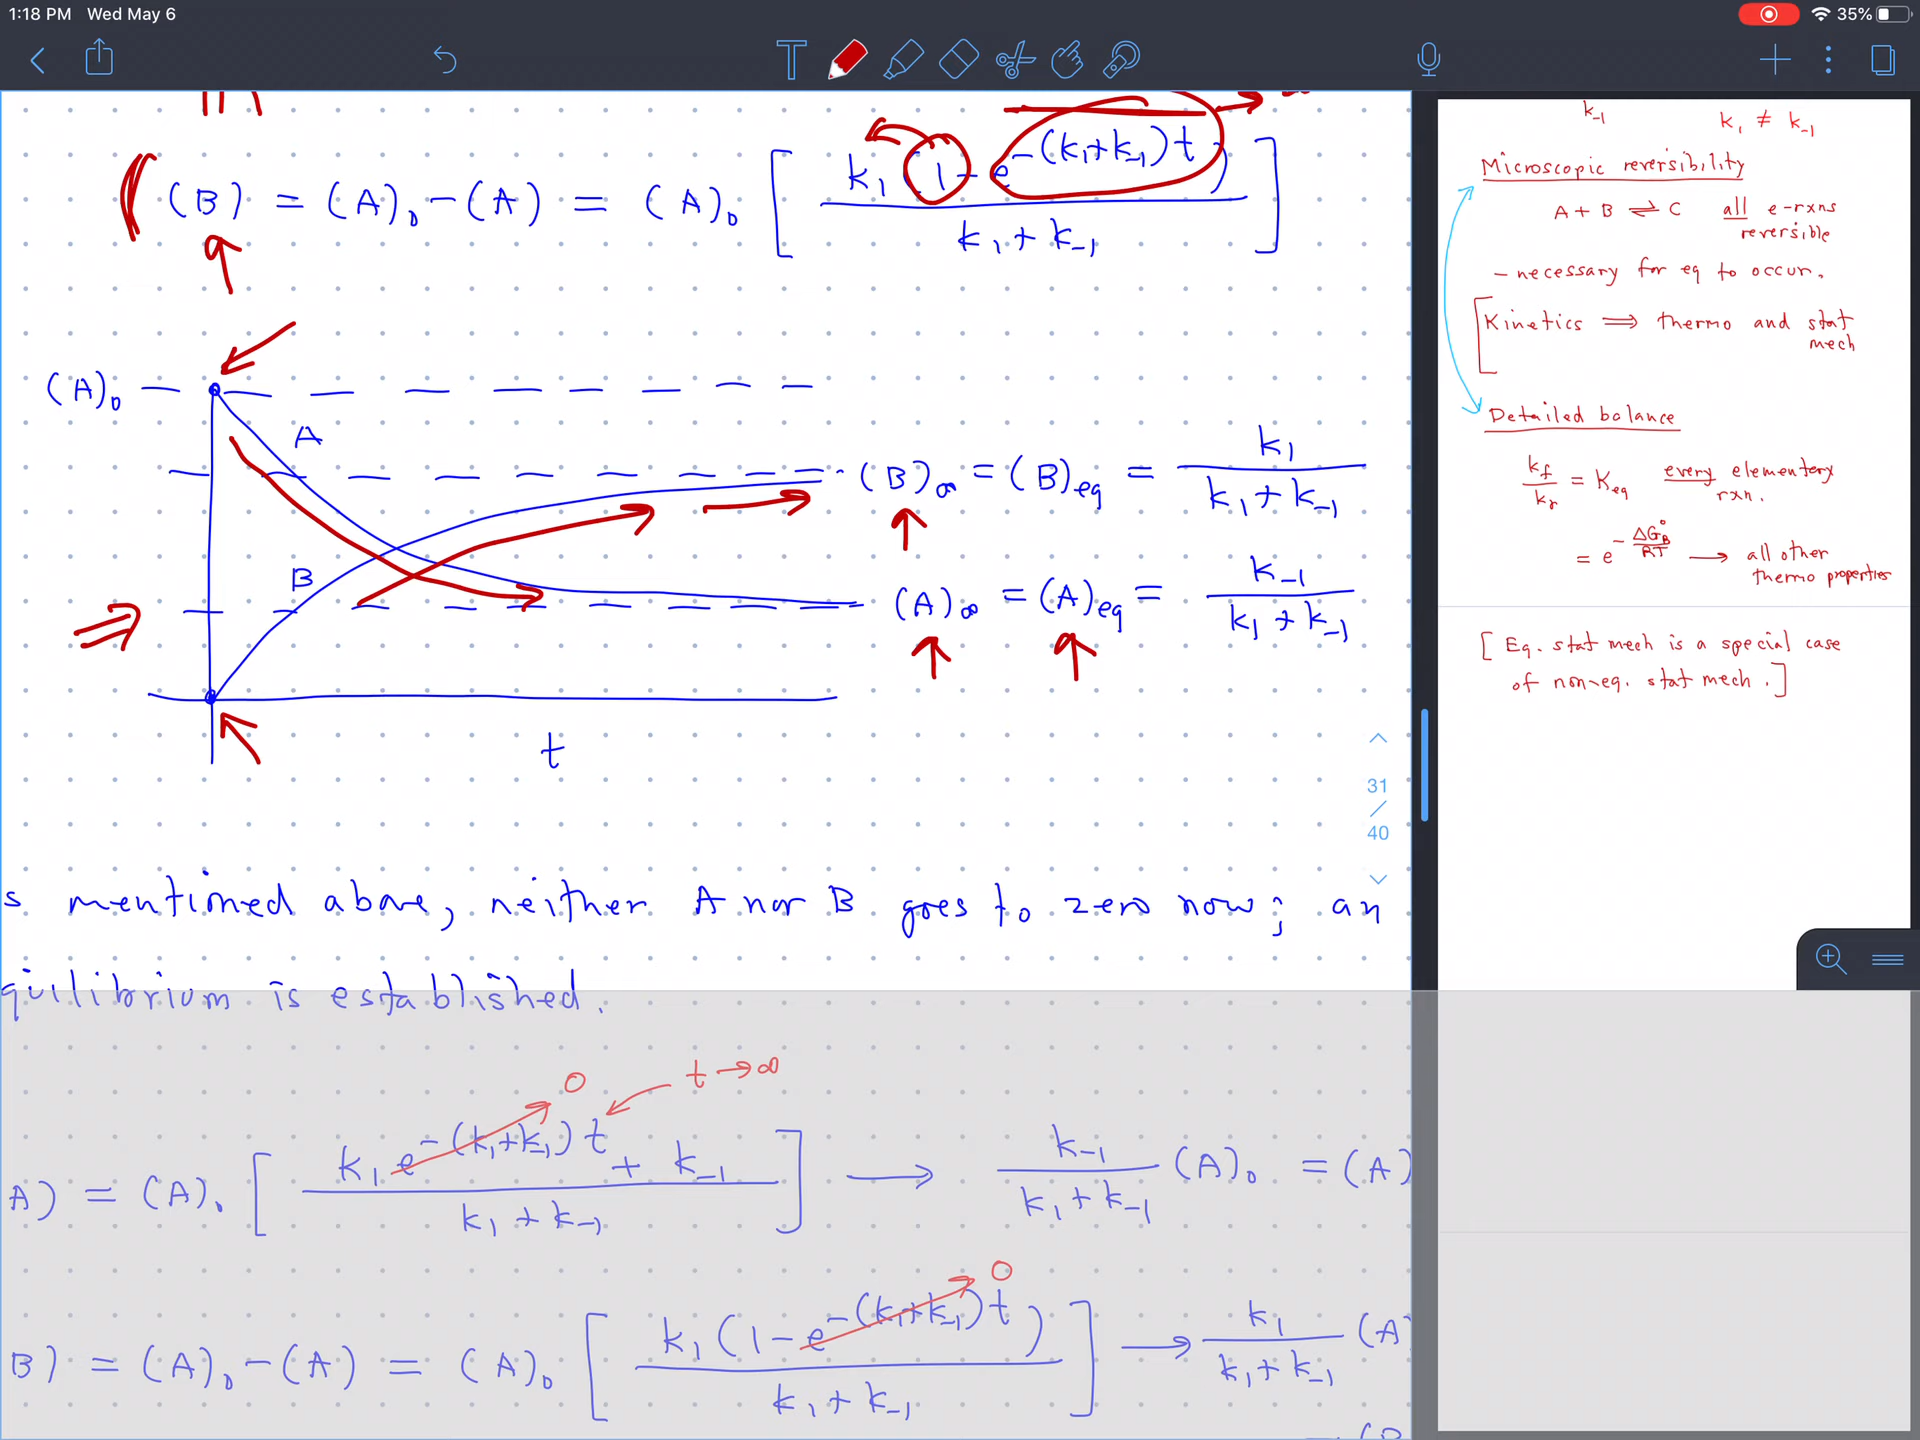 1:18 PM Wed May 6
35%
(B) = (A)₀ - (A) = (A)₀ [ k₁ (1 - e^{-(k₁+k₋₁)t}) / (k₁ + k₋₁) ]
(A)₀
A
(B)∞ = (B)eq = k₁ / (k₁ + k₋₁)
B
(A)∞ = (A)eq = k₋₁ / (k₁ + k₋₁)
t
31
/
40
s mentioned above, neither A nor B goes to zero now; an
quilibrium is established.
0
t → ∞
A) = (A)₀ [ (k₁ e^{-(k₁+k₋₁)t} + k₋₁) / (k₁ + k₋₁) ] → k₋₁ / (k₁ + k₋₁) (A)₀ = (A)
0
B) = (A)₀ - (A) = (A)₀ [ k₁ (1 - e^{-(k₁+k₋₁)t}) / (k₁ + k₋₁) ] → k₁ / (k₁ + k₋₁) (A)
k₋₁
k₁ ≠ k₋₁
Microscopic reversibility
A + B ⇌ C all e-rxns
reversible
- necessary for eq to occur.
[Kinetics ⇒ thermo and stat
mech
Detailed balance
kf / kr = Keq every elementary
rxn.
= e^{-ΔG°R/RT} → all other
thermo properties
[ Eq. stat mech is a special case
of noneq. stat mech. ]